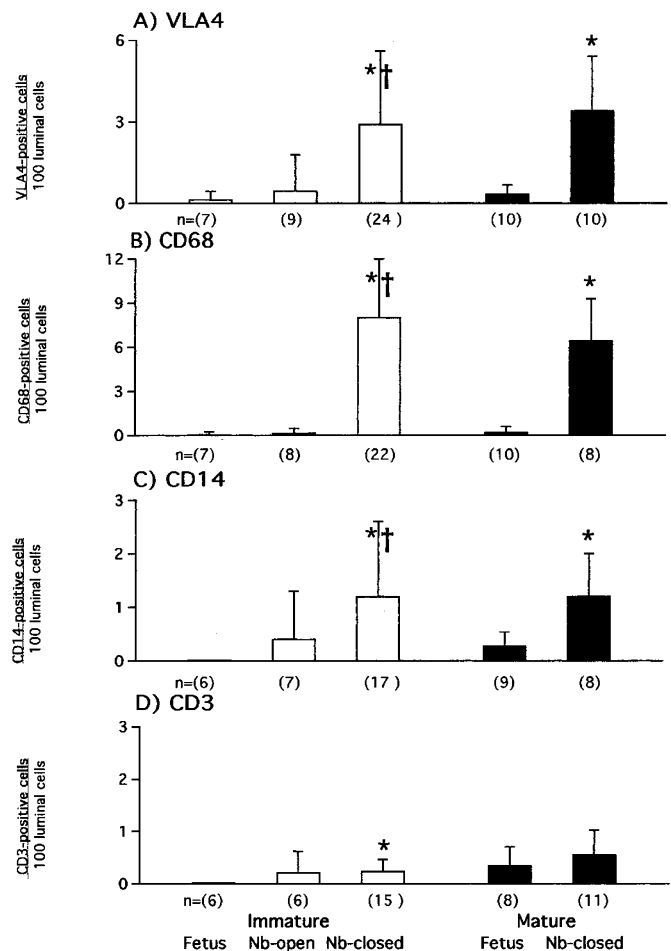 A) VLA4
VLA4-positive cells
100 luminal cells
6
3
0
*†
*
n=(7) (9) (24 ) (10) (10)
B) CD68
CD68-positive cells
100 luminal cells
12
9
6
3
0
*†
*
n=(7) (8) (22) (10) (8)
C) CD14
CD14-positive cells
100 luminal cells
3
2
1
0
*†
*
n=(6) (7) (17 ) (9) (8)
D) CD3
CD3-positive cells
100 luminal cells
3
2
1
0
*
n=(6) (6) (15 ) (8) (11)
Immature Mature
Fetus Nb-open Nb-closed Fetus Nb-closed